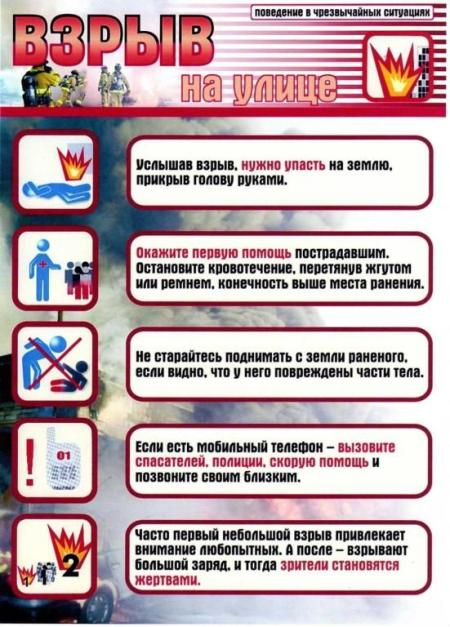 поведение в чрезвычайных ситуациях
ВЗРЫВ
на улице
Услышав взрыв, нужно упасть на землю,
прикрыв голову руками.
Окажите первую помощь пострадавшим.
Остановите кровотечение, перетянув жгутом
или ремнем, конечность выше места ранения.
Не старайтесь поднимать с земли раненого,
если видно, что у него повреждены части тела.
01
Если есть мобильный телефон – вызовите
спасателей, полиции, скорую помощь и
позвоните своим близким.
1
2
Часто первый небольшой взрыв привлекает
внимание любопытных. А после – взрывают
большой заряд, и тогда зрители становятся
жертвами.